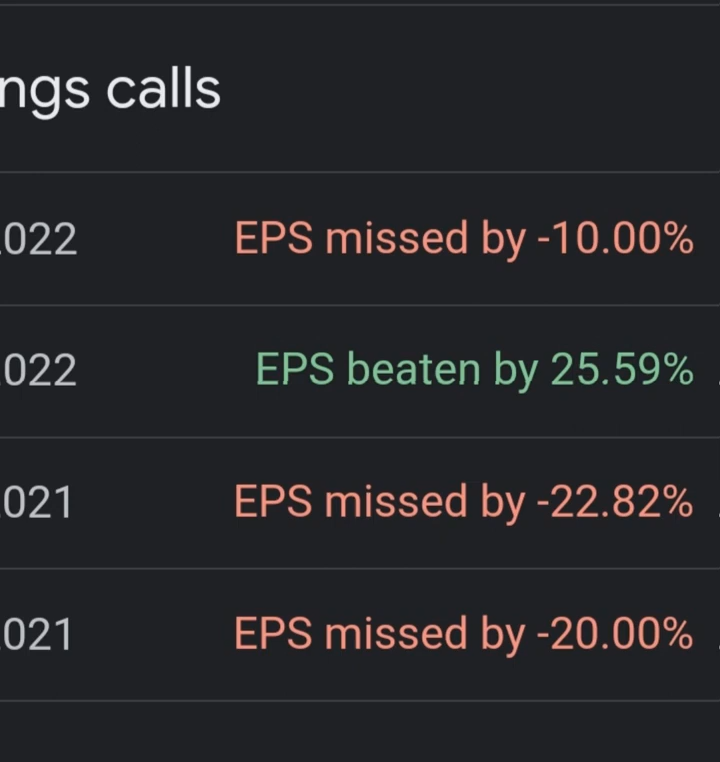 ngs calls
022 EPS missed by -10.00%
022 EPS beaten by 25.59%
021 EPS missed by -22.82%
021 EPS missed by -20.00%